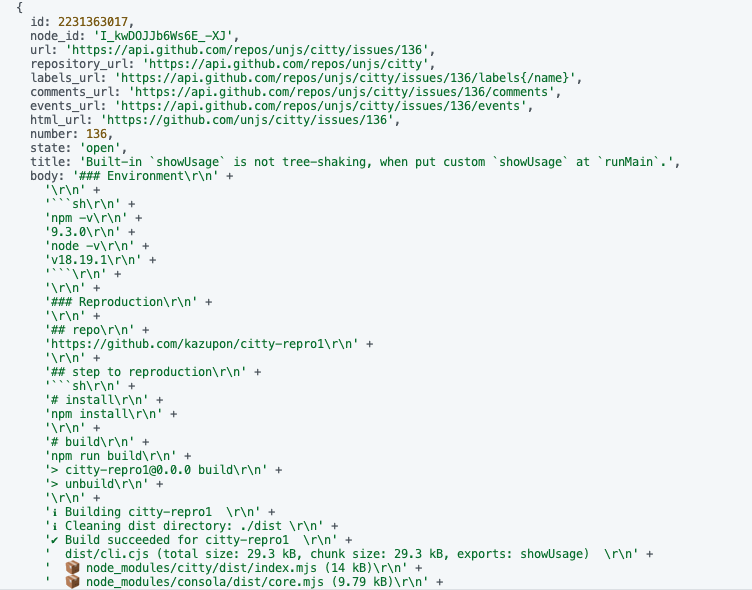 {
  id: 2231363017,
  node_id: 'I_kwDOJJb6Ws6E_-XJ',
  url: 'https://api.github.com/repos/unjs/citty/issues/136',
  repository_url: 'https://api.github.com/repos/unjs/citty',
  labels_url: 'https://api.github.com/repos/unjs/citty/issues/136/labels{/name}',
  comments_url: 'https://api.github.com/repos/unjs/citty/issues/136/comments',
  events_url: 'https://api.github.com/repos/unjs/citty/issues/136/events',
  html_url: 'https://github.com/unjs/citty/issues/136',
  number: 136,
  state: 'open',
  title: 'Built-in `showUsage` is not tree-shaking, when put custom `showUsage` at `runMain`.',
  body: '### Environment\r\n' +
    '\r\n' +
    '```sh\r\n' +
    'npm -v\r\n' +
    '9.3.0\r\n' +
    'node -v\r\n' +
    'v18.19.1\r\n' +
    '```\r\n' +
    '\r\n' +
    '### Reproduction\r\n' +
    '\r\n' +
    '## repo\r\n' +
    'https://github.com/kazupon/citty-repro1\r\n' +
    '\r\n' +
    '## step to reproduction\r\n' +
    '```sh\r\n' +
    '# install\r\n' +
    'npm install\r\n' +
    '\r\n' +
    '# build\r\n' +
    'npm run build\r\n' +
    '> citty-repro1@0.0.0 build\r\n' +
    '> unbuild\r\n' +
    '\r\n' +
    'ℹ Building citty-repro1  \r\n' +
    'ℹ Cleaning dist directory: ./dist \r\n' +
    '✔ Build succeeded for citty-repro1  \r\n' +
    '  dist/cli.cjs (total size: 29.3 kB, chunk size: 29.3 kB, exports: showUsage)  \r\n' +
    '  📦 node_modules/citty/dist/index.mjs (14 kB)\r\n' +
    '  📦 node_modules/consola/dist/core.mjs (9.79 kB)\r\n' +